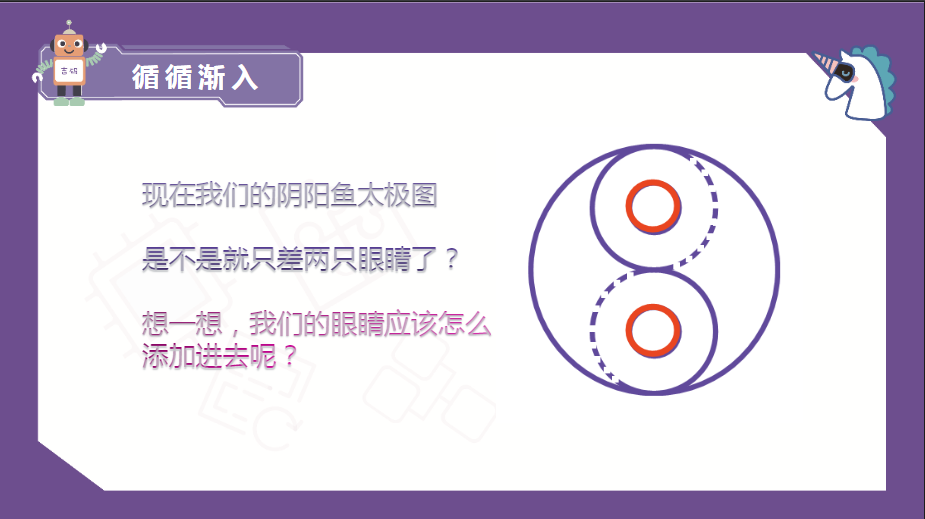 循循渐入
现在我们的阴阳鱼太极图
是不是就只差两只眼睛了？
想一想，我们的眼睛应该怎么
添加进去呢？